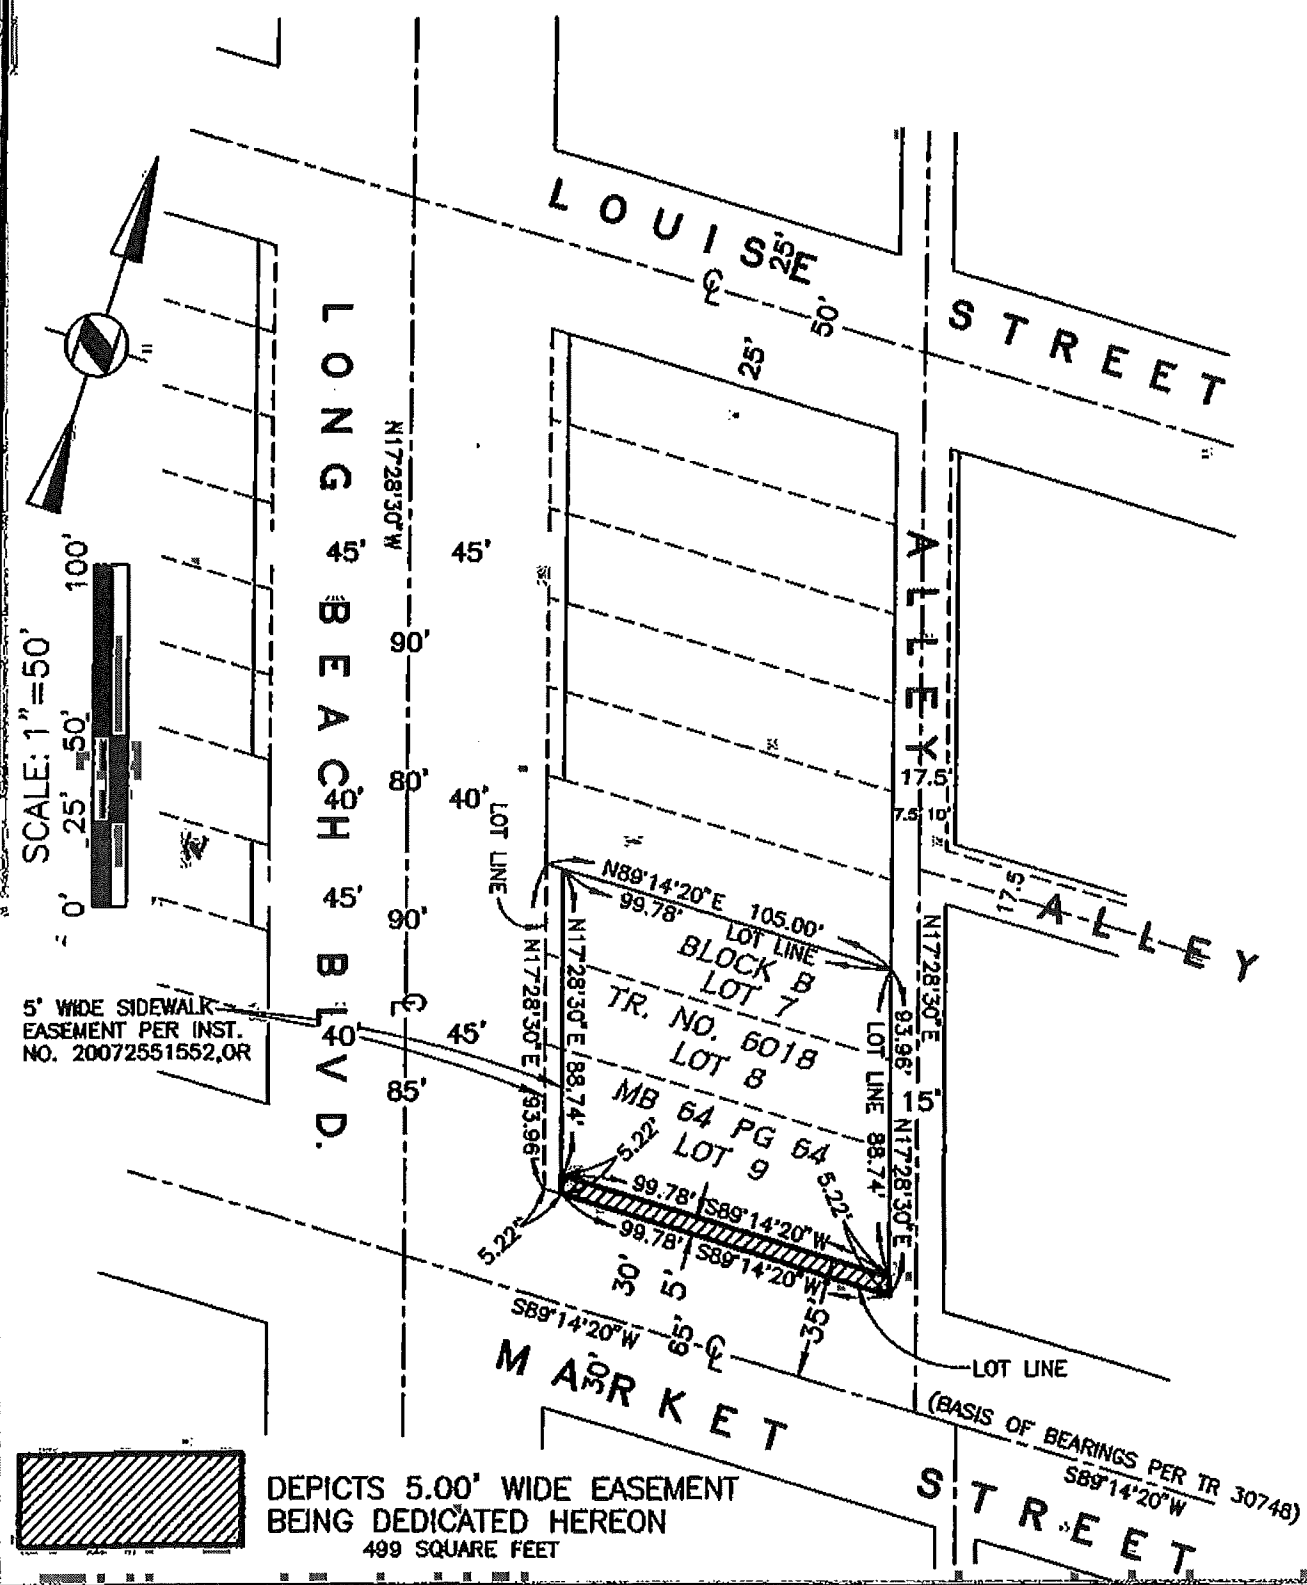 LOUISE STREET
25'
℄
50'
25'
LONG BEACH BLVD.
N17°28'30"W
45' 45'
90'
ALLEY
SCALE: 1"=50'
0' 25' 50' 100'
80'
40' 40'
17.5'
7.5' 10'
LOT LINE
45'
90'
N89°14'20"E
99.78' 105.00'
LOT LINE
17.5
ALLEY
BLOCK B
LOT 7
TR. NO. 6018
LOT 8
MB 64 PG 64
LOT 9
N17°28'30"E
93.96'
N17°28'30"E 88.74'
N17°28'30"E
93.96'
LOT LINE 88.74'
N17°28'30"E
15'
5' WIDE SIDEWALK
EASEMENT PER INST.
NO. 20072551552,OR
℄
40' 45'
85'
5.22'
5.22'
5.22'
99.78' S89°14'20"W
99.78' S89°14'20"W
30' 5'
65'
35'
℄
S89°14'20"W
30'
MARKET STREET
LOT LINE
(BASIS OF BEARINGS PER TR 30748)
S89°14'20"W
DEPICTS 5.00' WIDE EASEMENT
BEING DEDICATED HEREON
499 SQUARE FEET